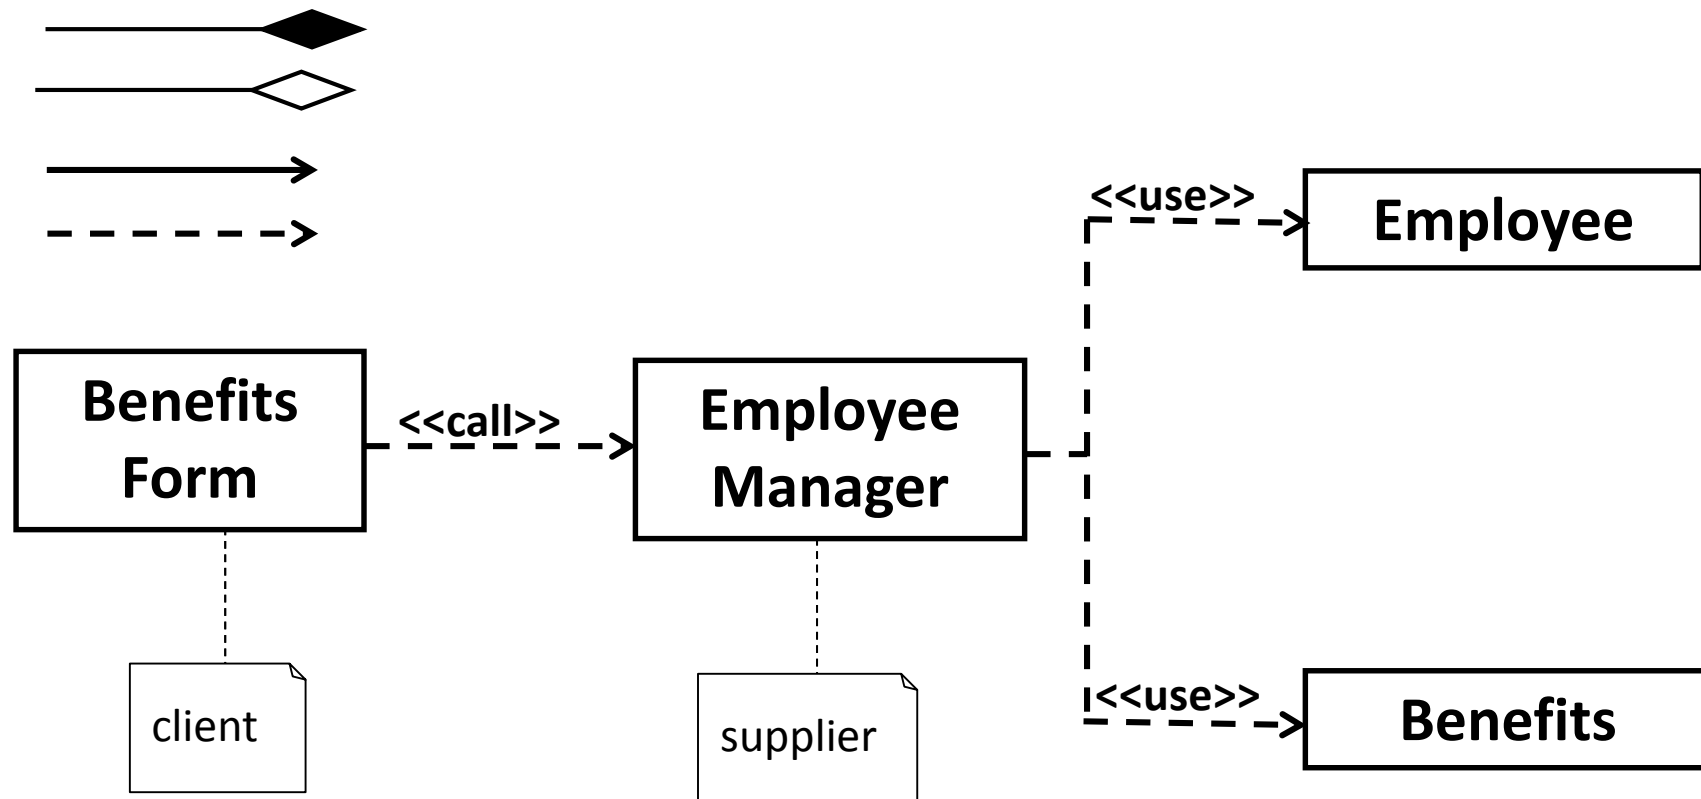 <<use>>
Employee
Benefits
Form
<<call>>
Employee
Manager
<<use>>
Benefits
client
supplier